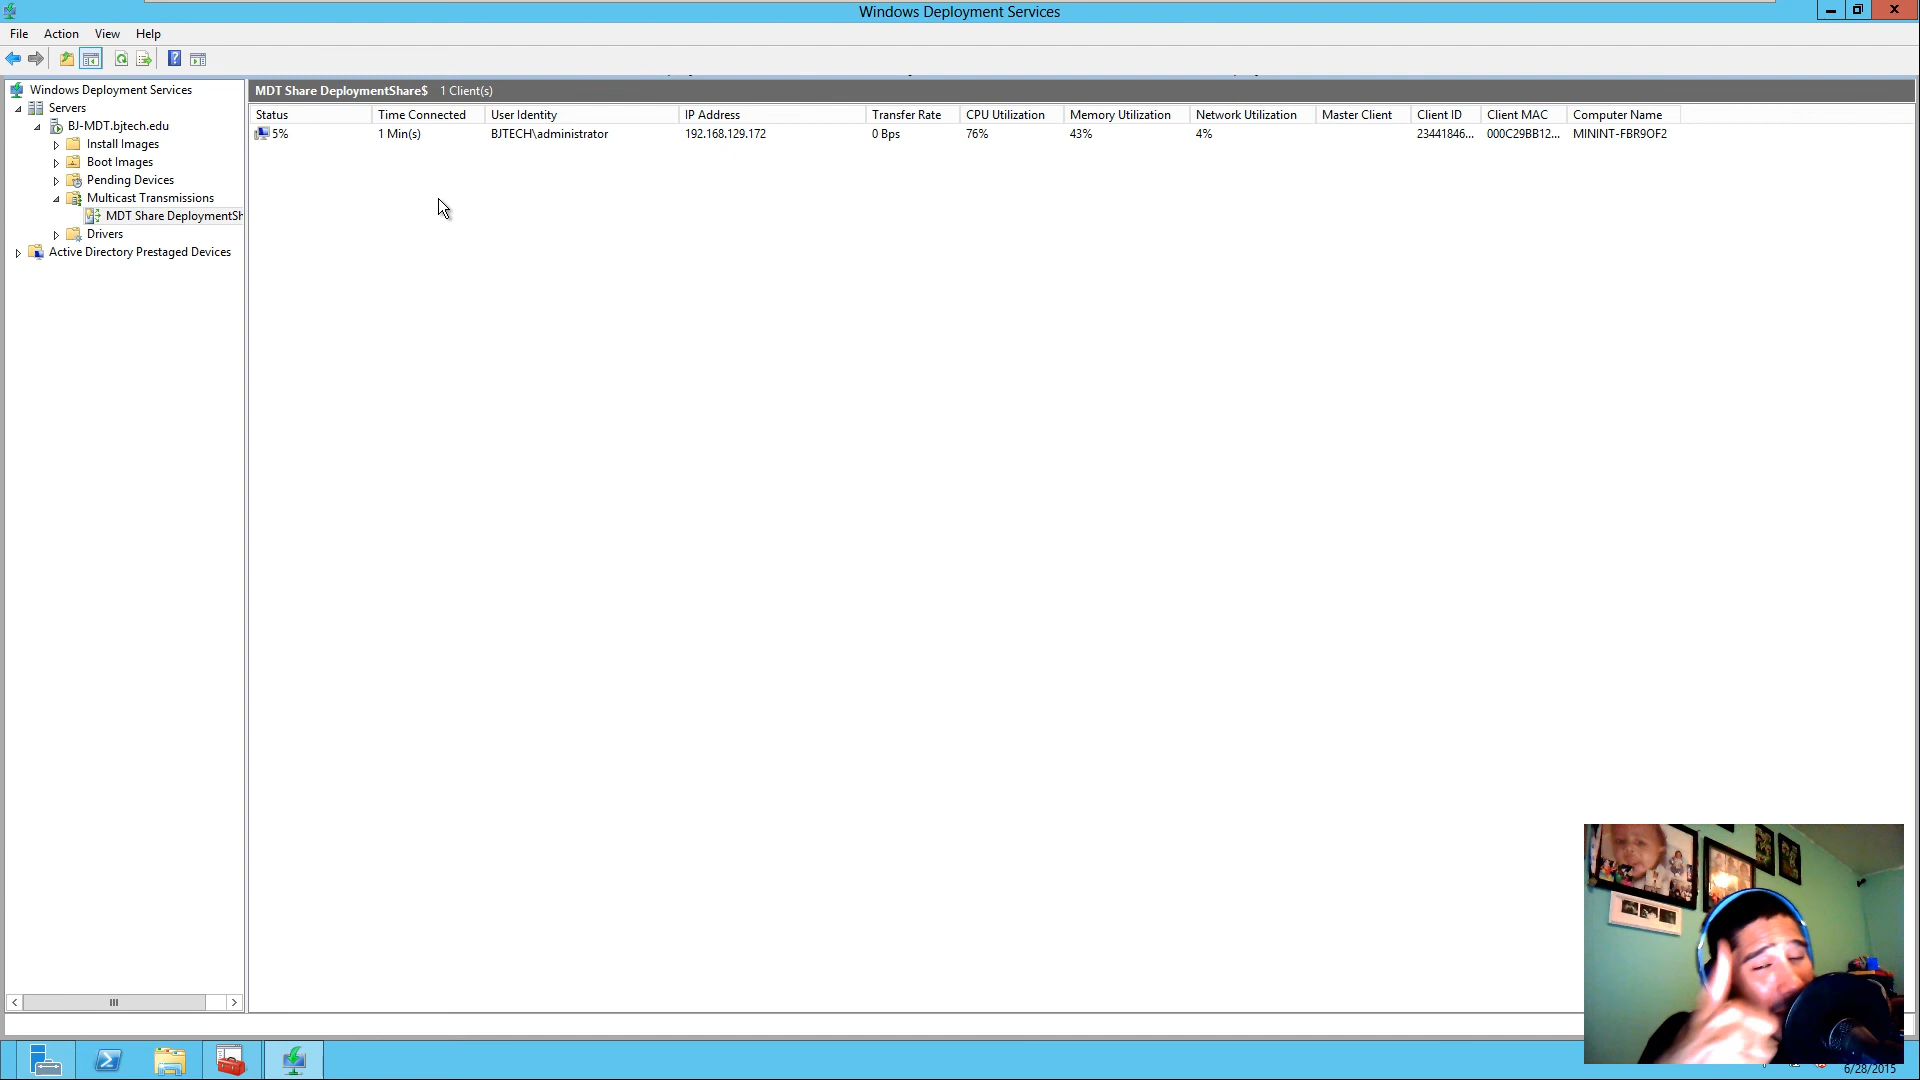 Windows Deployment Services
File Action View Help
Windows Deployment Services
Servers
BJ-MDT.bjtech.edu
Install Images
Boot Images
Pending Devices
Multicast Transmissions
MDT Share DeploymentSh
Drivers
Active Directory Prestaged Devices
MDT Share DeploymentShare$ 1 Client(s)
Status Time Connected User Identity IP Address Transfer Rate CPU Utilization Memory Utilization Network Utilization Master Client Client ID Client MAC Computer Name
5% 1 Min(s) BJTECH\administrator 192.168.129.172 0 Bps 76% 43% 4% 23441846... 000C29BB12... MININT-FBR9OF2
6/28/2015